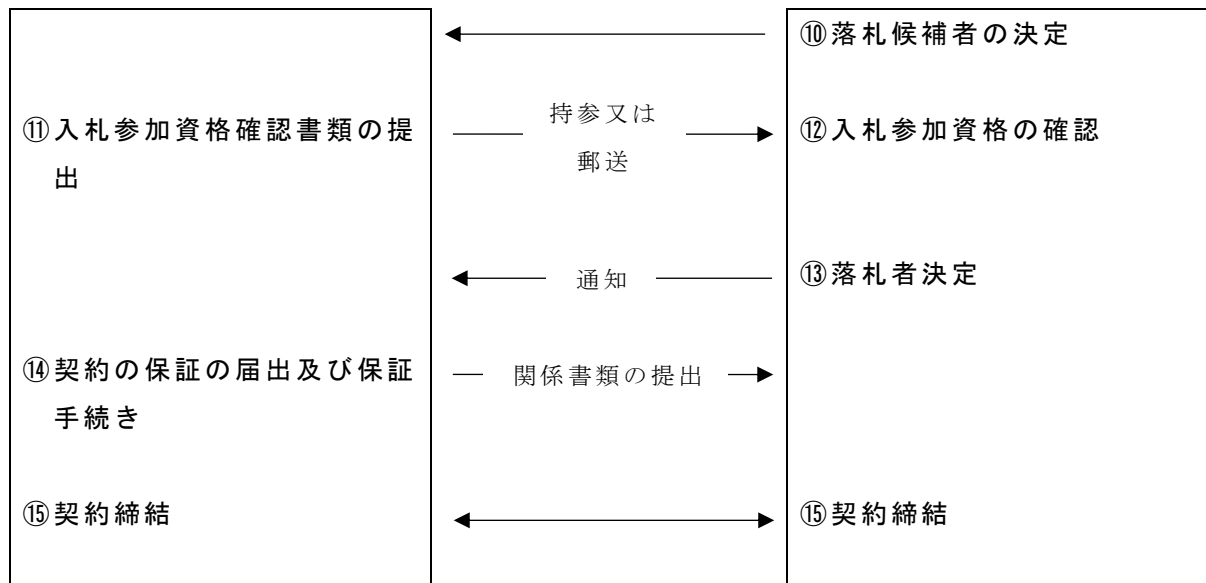 ⑩落札候補者の決定
⑪入札参加資格確認書類の提
出
持参又は
郵送
⑫入札参加資格の確認
通知
⑬落札者決定
⑭契約の保証の届出及び保証
手続き
関係書類の提出
⑮契約締結
⑮契約締結